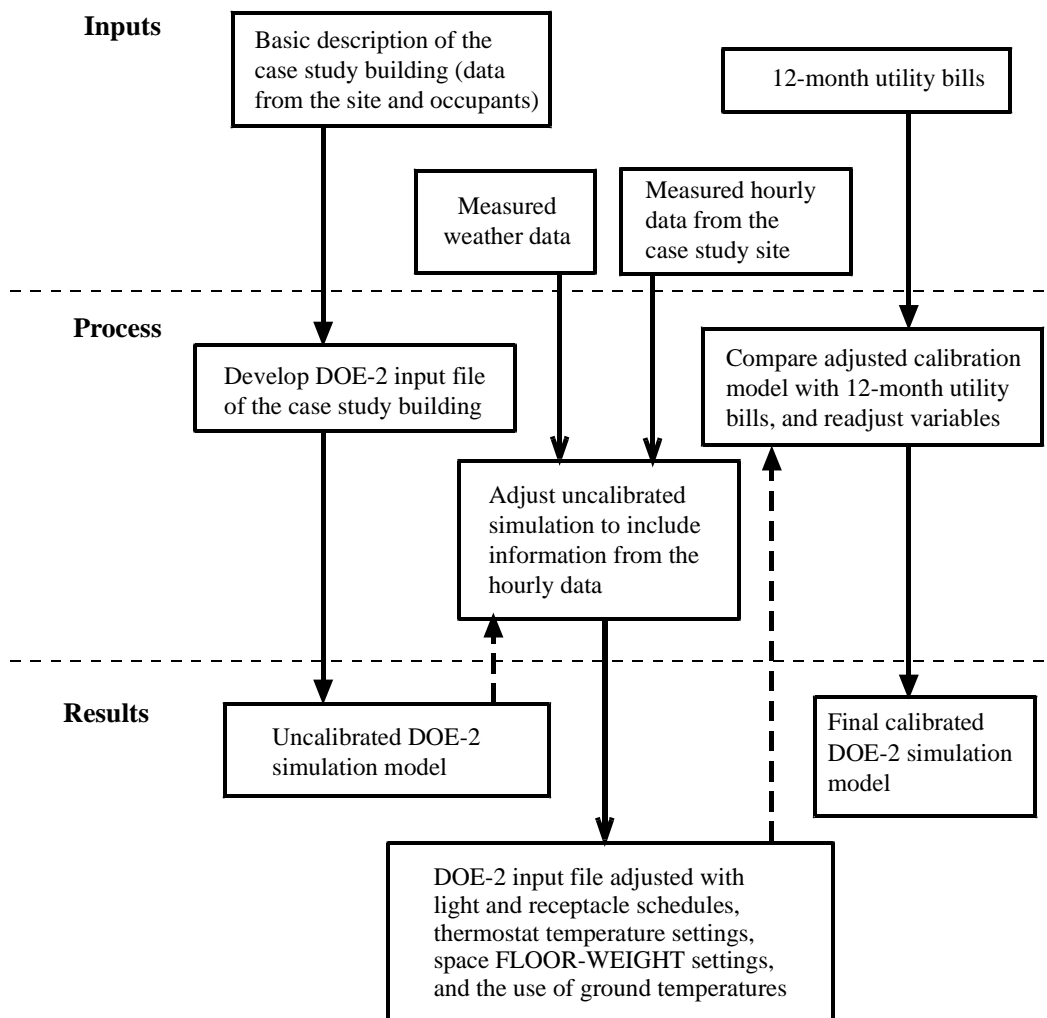 Inputs
Basic description of the
case study building (data
from the site and occupants)
12-month utility bills
Measured
weather data
Measured hourly
data from the
case study site
Process
Develop DOE-2 input file
of the case study building
Compare adjusted calibration
model with 12-month utility
bills, and readjust variables
Adjust uncalibrated
simulation to include
information from the
hourly data
Results
Uncalibrated DOE-2
simulation model
Final calibrated
DOE-2 simulation
model
DOE-2 input file adjusted with
light and receptacle schedules,
thermostat temperature settings,
space FLOOR-WEIGHT settings,
and the use of ground temperatures